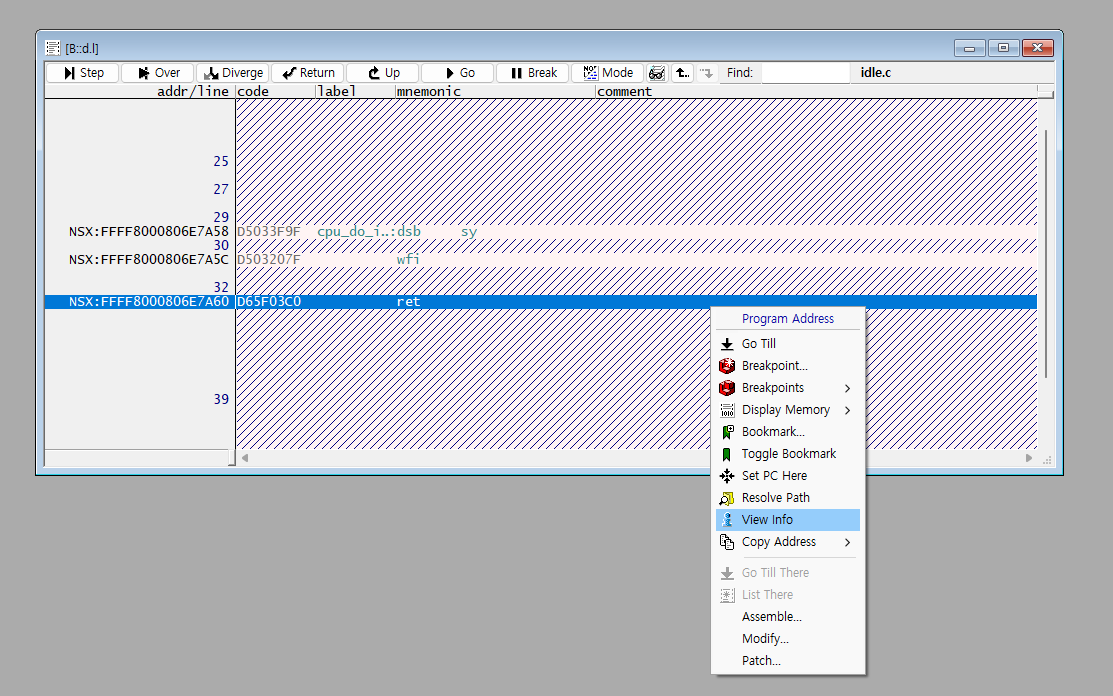 [B::d.l]
Step Over Diverge Return Up Go Break Mode Find: idle.c
addr/line code label mnemonic comment
25
27
29
NSX:FFFF8000806E7A58 D5033F9F cpu_do_i..:dsb sy
30
NSX:FFFF8000806E7A5C D503207F wfi
32
NSX:FFFF8000806E7A60 D65F03C0 ret
39
Program Address
Go Till
Breakpoint...
Breakpoints
Display Memory
Bookmark...
Toggle Bookmark
Set PC Here
Resolve Path
View Info
Copy Address
Go Till There
List There
Assemble...
Modify...
Patch...